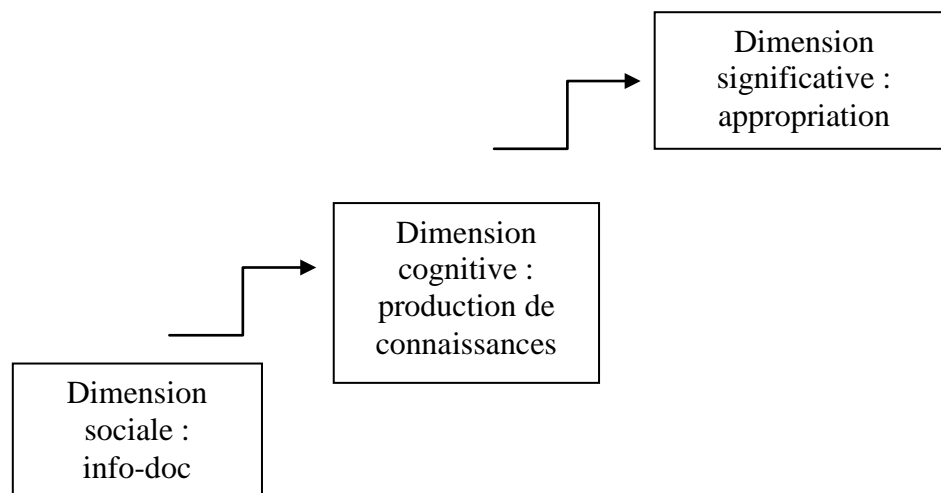 Dimension
significative :
appropriation
Dimension
cognitive :
production de
connaissances
Dimension
sociale :
info-doc